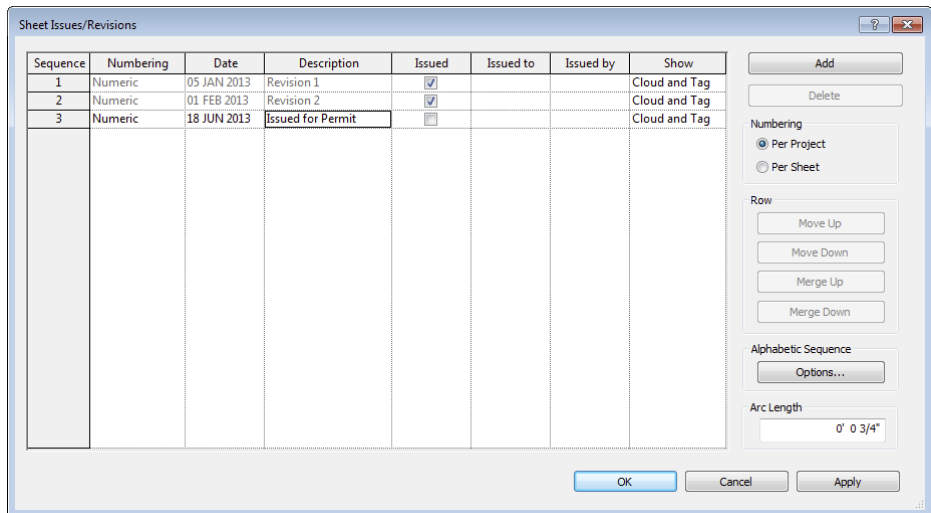 Sheet Issues/Revisions
Sequence Numbering Date Description Issued Issued to Issued by Show
1 Numeric 05 JAN 2013 Revision 1 Cloud and Tag
2 Numeric 01 FEB 2013 Revision 2 Cloud and Tag
3 Numeric 18 JUN 2013 Issued for Permit Cloud and Tag
Add
Delete
Numbering
Per Project
Per Sheet
Row
Move Up
Move Down
Merge Up
Merge Down
Alphabetic Sequence
Options...
Arc Length
0' 0 3/4"
OK Cancel Apply